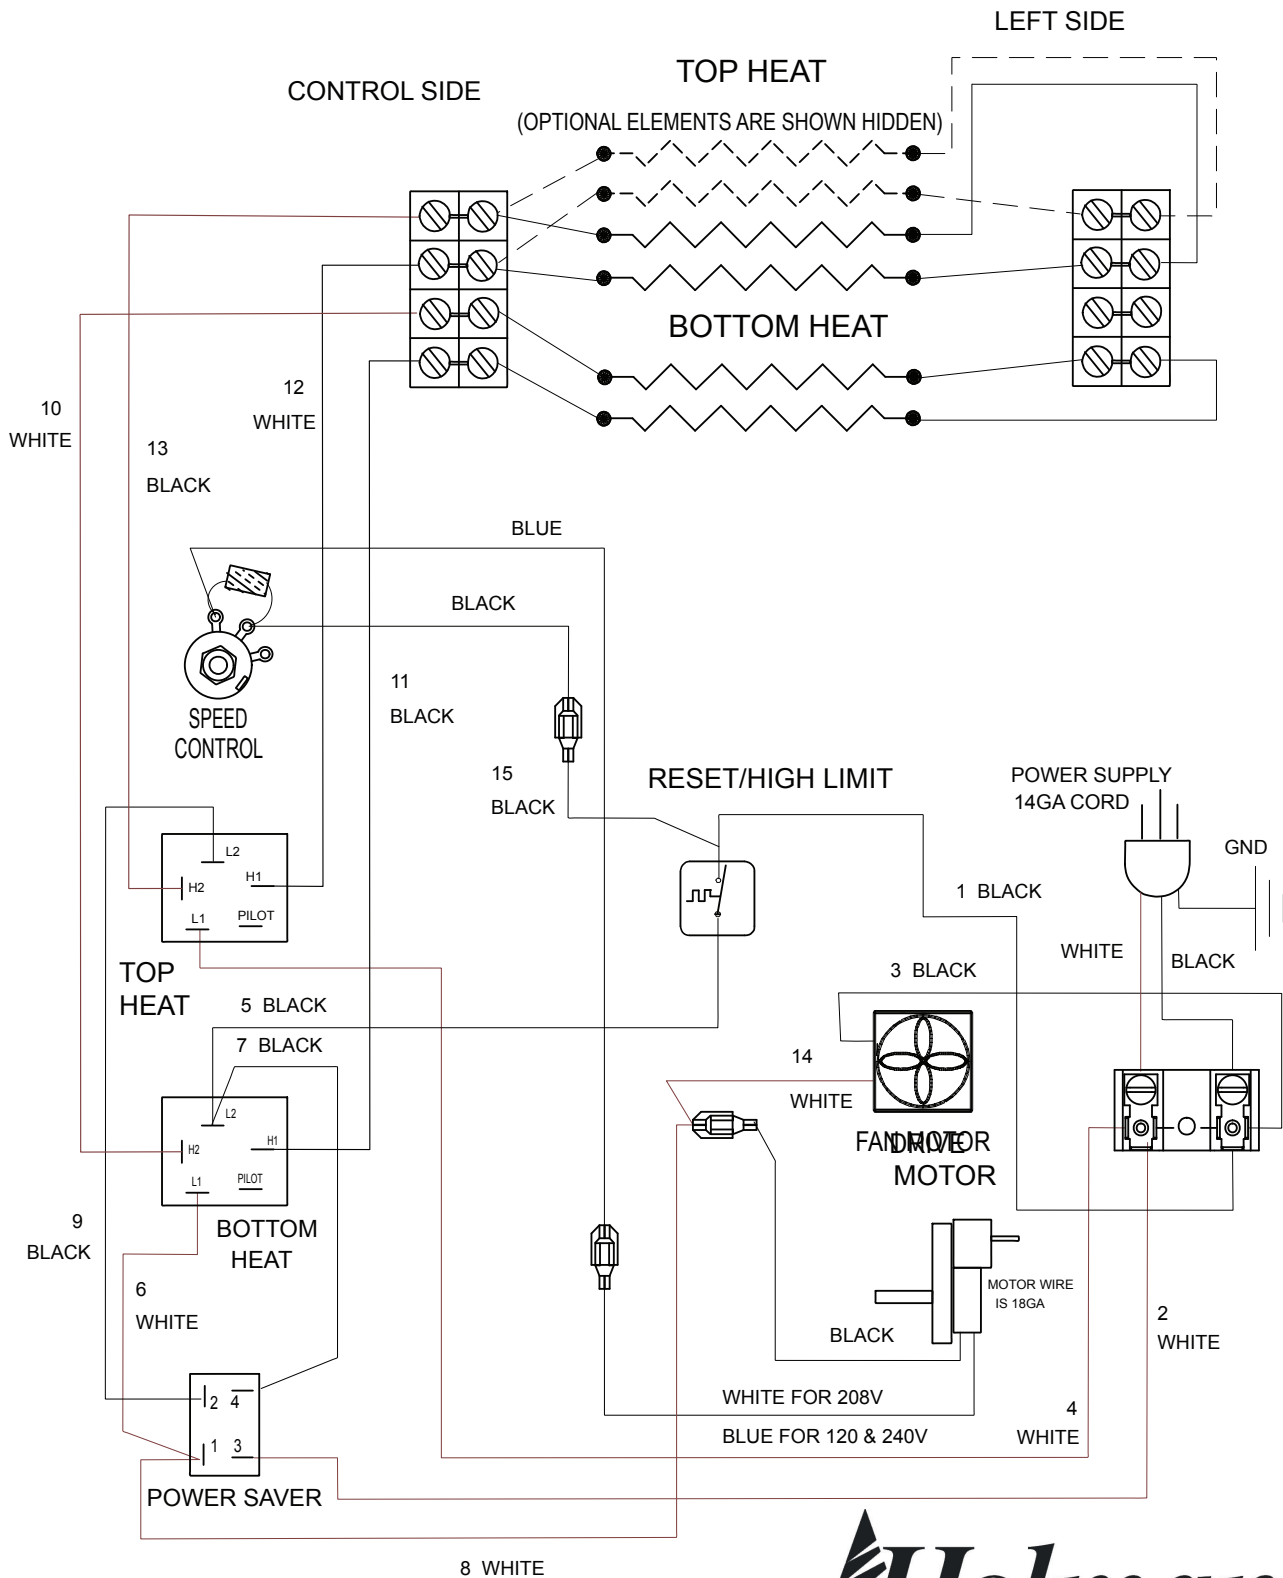 LEFT SIDE
TOP HEAT
CONTROL SIDE
(OPTIONAL ELEMENTS ARE SHOWN HIDDEN)
BOTTOM HEAT
10
WHITE
12
WHITE
13
BLACK
BLUE
BLACK
11
BLACK
SPEED
CONTROL
15
BLACK
RESET/HIGH LIMIT
POWER SUPPLY
14GA CORD
GND
L2
H1
H2
L1
PILOT
1 BLACK
WHITE
BLACK
TOP
HEAT
3 BLACK
5 BLACK
7 BLACK
14
WHITE
L2
H1
H2
L1
PILOT
FAN MOTOR
DRIVE
MOTOR
BOTTOM
HEAT
9
BLACK
6
WHITE
MOTOR WIRE
IS 18GA
BLACK
2
WHITE
2 4
1 3
WHITE FOR 208V
BLUE FOR 120 & 240V
4
WHITE
POWER SAVER
8 WHITE